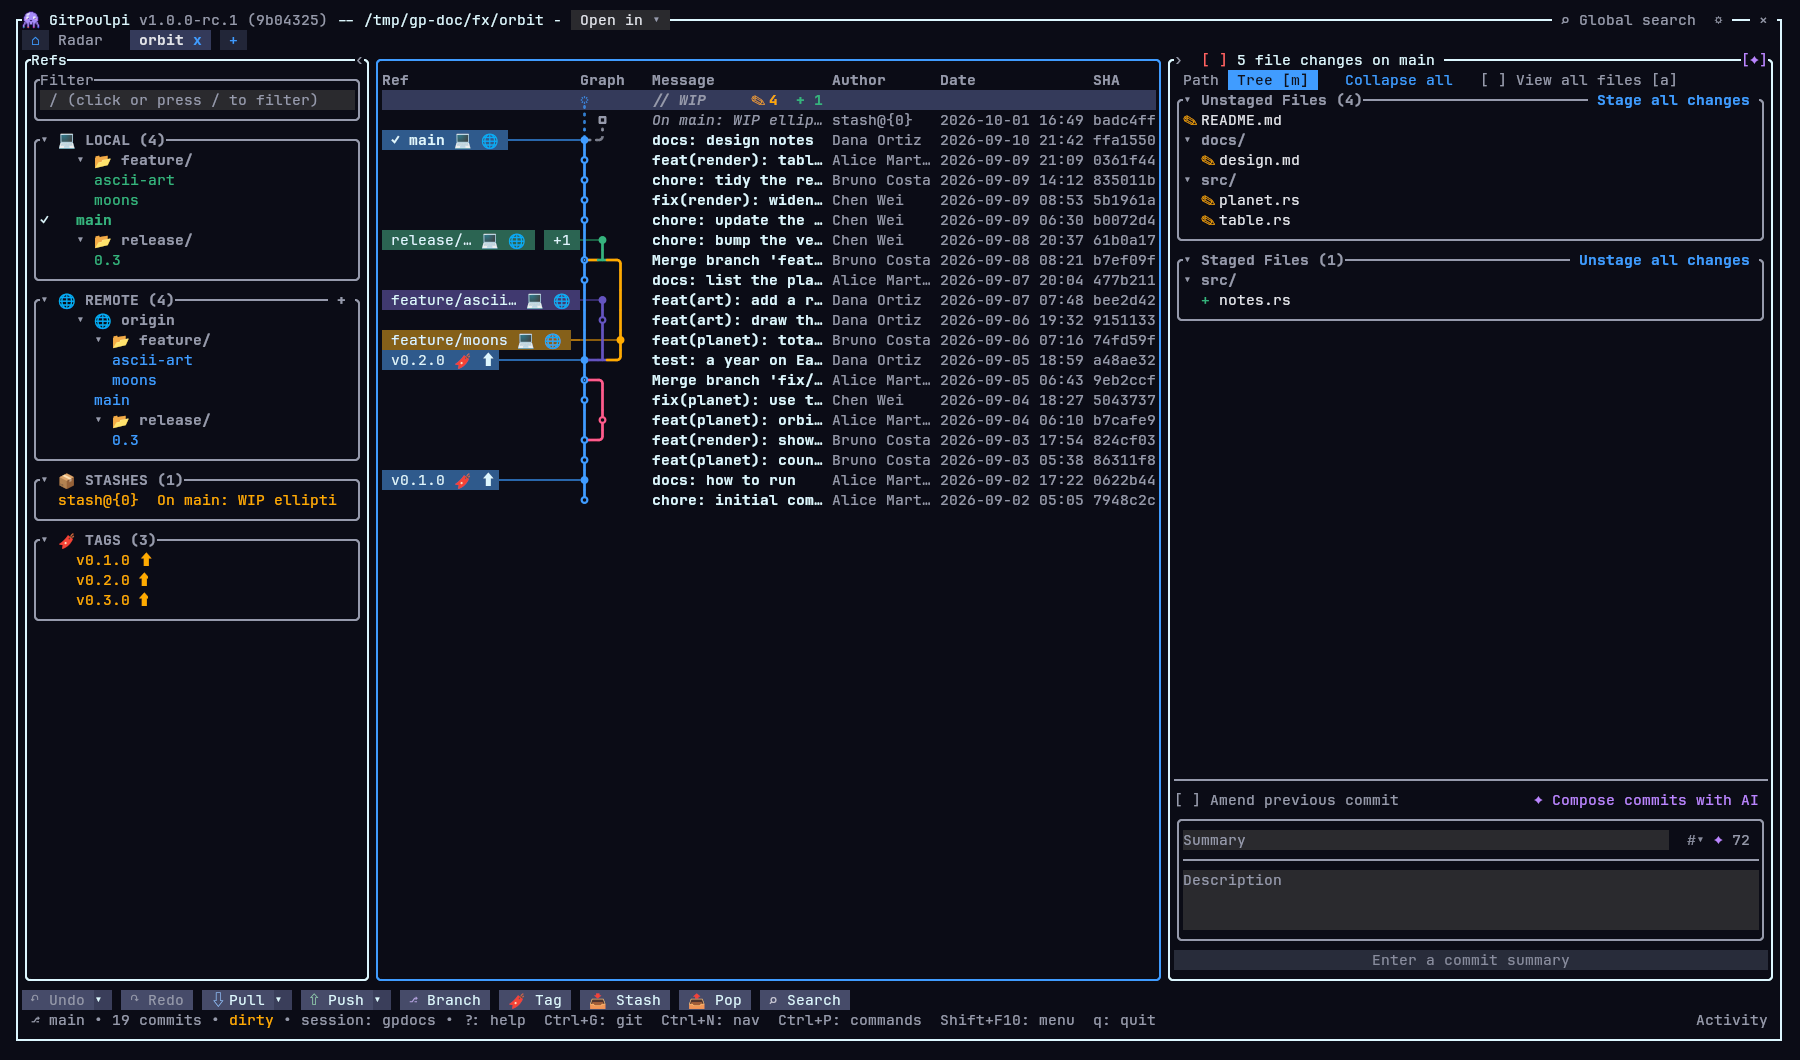 GitPoulpi v1.0.0-rc.1 (9b04325) -- /tmp/gp-doc/fx/orbit - Open in ▾ ⌕ Global search ☼ — ×
⌂ Radar orbit x +
Refs ‹
Filter
/ (click or press / to filter)
▾ 💻 LOCAL (4)
▾ 📂 feature/
ascii-art
moons
✓ main
▾ 📂 release/
0.3
▾ 🌐 REMOTE (4) +
▾ 🌐 origin
▾ 📂 feature/
ascii-art
moons
main
▾ 📂 release/
0.3
▾ 📦 STASHES (1)
stash@{0} On main: WIP ellipti
▾ 🔖 TAGS (3)
v0.1.0 ⬆
v0.2.0 ⬆
v0.3.0 ⬆
Ref Graph Message Author Date SHA
// WIP ✎ 4 + 1
On main: WIP ellip… stash@{0} 2026-10-01 16:49 badc4ff
✓ main 💻 🌐 docs: design notes Dana Ortiz 2026-09-10 21:42 ffa1550
feat(render): tabl… Alice Mart… 2026-09-09 21:09 0361f44
chore: tidy the re… Bruno Costa 2026-09-09 14:12 835011b
fix(render): widen… Chen Wei 2026-09-09 08:53 5b1961a
chore: update the … Chen Wei 2026-09-09 06:30 b0072d4
release/… 💻 🌐 +1 chore: bump the ve… Chen Wei 2026-09-08 20:37 61b0a17
Merge branch 'feat… Bruno Costa 2026-09-08 08:21 b7ef09f
docs: list the pla… Alice Mart… 2026-09-07 20:04 477b211
feature/ascii… 💻 🌐 feat(art): add a r… Dana Ortiz 2026-09-07 07:48 bee2d42
feat(art): draw th… Dana Ortiz 2026-09-06 19:32 9151133
feature/moons 💻 🌐 feat(planet): tota… Bruno Costa 2026-09-06 07:16 74fd59f
v0.2.0 🔖 ⬆ test: a year on Ea… Dana Ortiz 2026-09-05 18:59 a48ae32
Merge branch 'fix/… Alice Mart… 2026-09-05 06:43 9eb2ccf
fix(planet): use t… Chen Wei 2026-09-04 18:27 5043737
feat(planet): orbi… Alice Mart… 2026-09-04 06:10 b7cafe9
feat(render): show… Bruno Costa 2026-09-03 17:54 824cf03
feat(planet): coun… Bruno Costa 2026-09-03 05:38 86311f8
v0.1.0 🔖 ⬆ docs: how to run Alice Mart… 2026-09-02 17:22 0622b44
chore: initial com… Alice Mart… 2026-09-02 05:05 7948c2c
› [ ] 5 file changes on main [✦]
Path Tree [m] Collapse all [ ] View all files [a]
▾ Unstaged Files (4) Stage all changes
✎ README.md
▾ docs/
✎ design.md
▾ src/
✎ planet.rs
✎ table.rs
▾ Staged Files (1) Unstage all changes
▾ src/
+ notes.rs
[ ] Amend previous commit ✦ Compose commits with AI
Summary #▾ ✦ 72
Description
Enter a commit summary
↶ Undo ▾ ↷ Redo ⇩ Pull ▾ ⇧ Push ▾ ⎇ Branch 🔖 Tag 📥 Stash 📤 Pop ⌕ Search
⎇ main • 19 commits • dirty • session: gpdocs • ?: help Ctrl+G: git Ctrl+N: nav Ctrl+P: commands Shift+F10: menu q: quit Activity